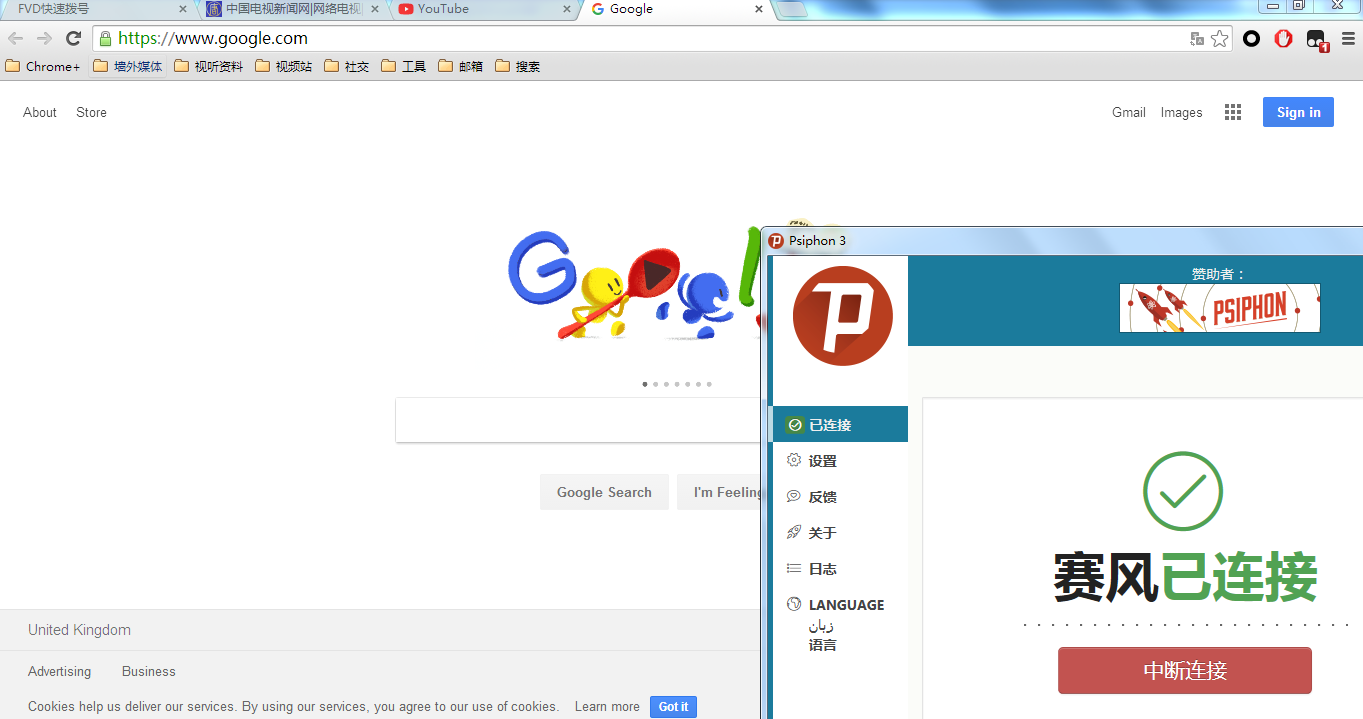 FVD快速拨号
中国电视新闻网|网络电视|
YouTube
Google
https://www.google.com
1
Chrome+
墙外媒体
视听资料
视频站
社交
工具
邮箱
搜索
About
Store
Gmail
Images
Sign in
Psiphon 3
赞助者：
PSIPHON
已连接
设置
反馈
关于
日志
LANGUAGE
زبان
语言
赛风已连接
中断连接
Google Search
I'm Feeling
United Kingdom
Advertising
Business
Cookies help us deliver our services. By using our services, you agree to our use of cookies.
Learn more
Got it